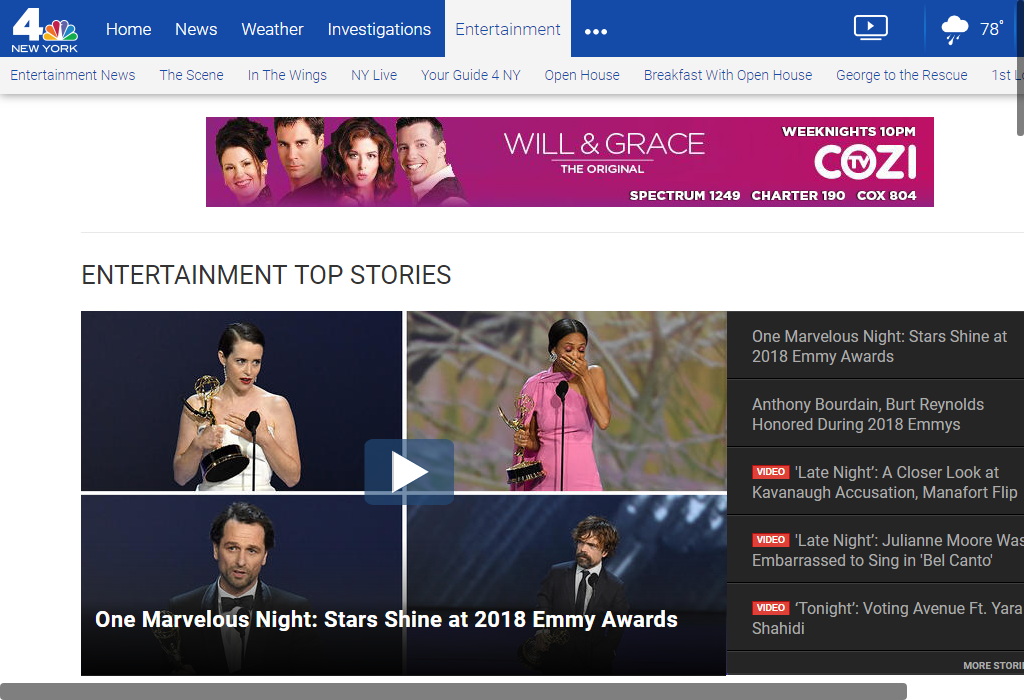 4
NEW YORK
Home News Weather Investigations Entertainment ••• 78°
Entertainment News The Scene In The Wings NY Live Your Guide 4 NY Open House Breakfast With Open House George to the Rescue 1st L
WILL & GRACE
THE ORIGINAL
WEEKNIGHTS 10PM
COZI
TV
SPECTRUM 1249 CHARTER 190 COX 804
ENTERTAINMENT TOP STORIES
One Marvelous Night: Stars Shine at 2018 Emmy Awards
One Marvelous Night: Stars Shine at
2018 Emmy Awards
Anthony Bourdain, Burt Reynolds
Honored During 2018 Emmys
VIDEO 'Late Night’: A Closer Look at
Kavanaugh Accusation, Manafort Flip
VIDEO 'Late Night’: Julianne Moore Was
Embarrassed to Sing in 'Bel Canto'
VIDEO ‘Tonight’: Voting Avenue Ft. Yara
Shahidi
MORE STORI